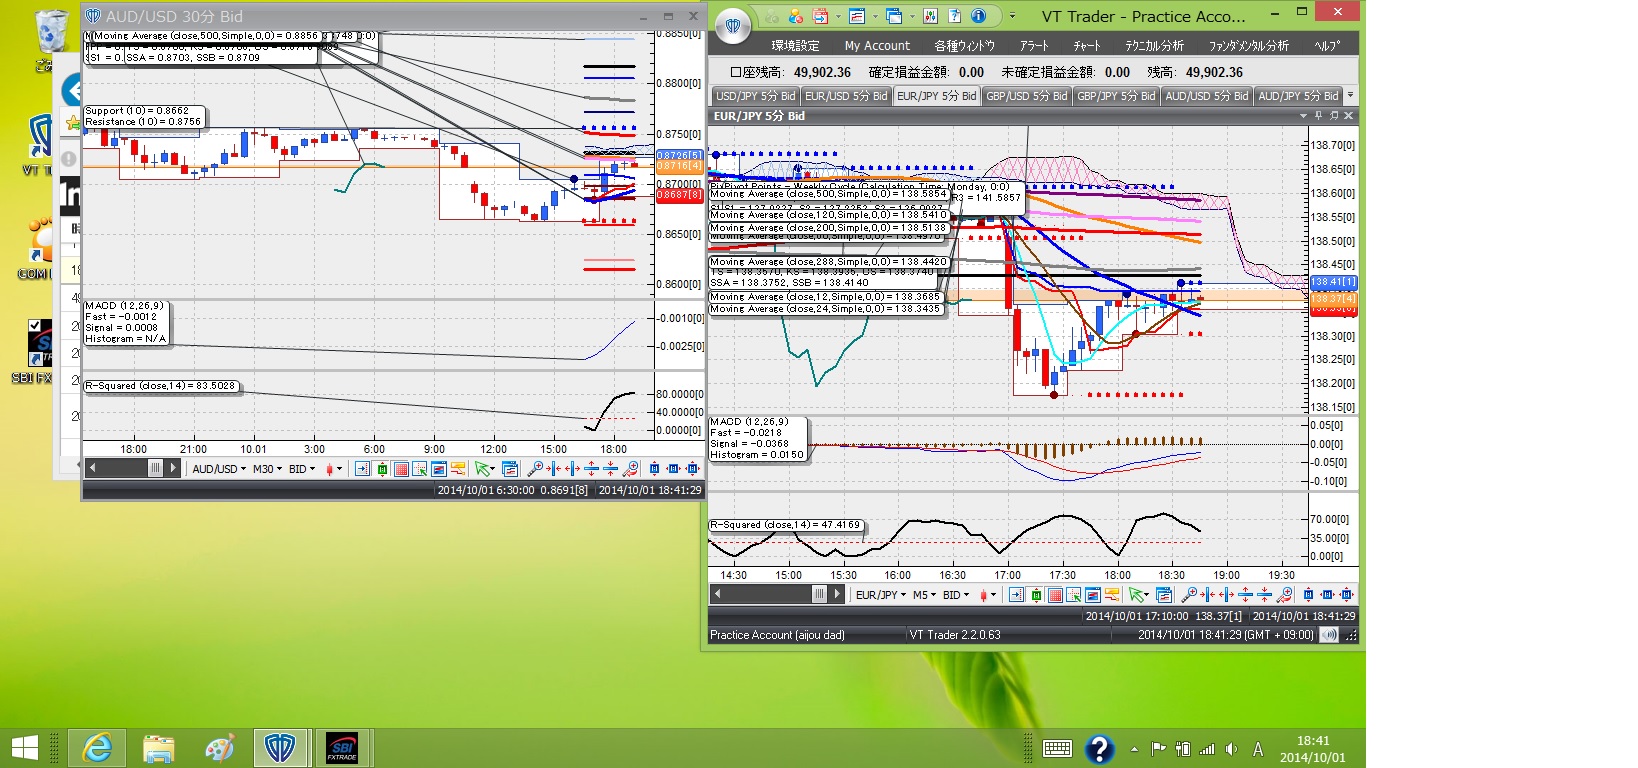 ごみ
VT T
GOM
SBI FX
AUD/USD 30分 Bid
Moving Average (close,500,Simple,0,0) = 0.8856
SSA = 0.8703, SSB = 0.8709
Support (10) = 0.8662
Resistance (10) = 0.8756
0.8850[0]
0.8800[0]
0.8750[0]
0.8726[5]
0.8716[4]
0.8700[0]
0.8687[8]
0.8650[0]
0.8600[0]
MACD (12,26,9)
Fast = -0.0012
Signal = 0.0008
Histogram = N/A
-0.0010[0]
-0.0025[0]
R-Squared (close,14) = 83.5028
80.0000[0
40.0000[0
0.0000[0]
18:00 21:00 10.01 3:00 6:00 9:00 12:00 15:00 18:00
AUD/USD M30 BID
2014/10/01 6:30:00 0.8691[8] 2014/10/01 18:41:29
VT Trader - Practice Acco...
環境設定 My Account 各種ウィンドウ アラート チャート テクニカル分析 ファンダメンタル分析 ヘルプ
口座残高: 49,902.36 確定損益金額: 0.00 未確定損益金額: 0.00 残高: 49,902.36
USD/JPY 5分 Bid EUR/USD 5分 Bid EUR/JPY 5分 Bid GBP/USD 5分 Bid GBP/JPY 5分 Bid AUD/USD 5分 Bid AUD/JPY 5分 Bid
EUR/JPY 5分 Bid
Pivot Points - Weekly Cycle (Calculation Time: Monday, 0:0)
Moving Average (close,500,Simple,0,0) = 138.5854
R3 = 141.5857
Moving Average (close,120,Simple,0,0) = 138.5410
Moving Average (close,200,Simple,0,0) = 138.5138
Moving Average (close,288,Simple,0,0) = 138.4420
TS = 138.3570, KS = 138.3935, CS = 138.3740
SSA = 138.3752, SSB = 138.4140
Moving Average (close,12,Simple,0,0) = 138.3685
Moving Average (close,24,Simple,0,0) = 138.3435
138.70[0]
138.65[0]
138.60[0]
138.55[0]
138.50[0]
138.45[0]
138.41[1]
138.37[4]
138.30[0]
138.25[0]
138.20[0]
138.15[0]
MACD (12,26,9)
Fast = -0.0218
Signal = -0.0368
Histogram = 0.0150
0.05[0]
0.00[0]
-0.05[0]
-0.10[0]
R-Squared (close,14) = 47.4169
70.00[0]
35.00[0]
0.00[0]
14:30 15:00 15:30 16:00 16:30 17:00 17:30 18:00 18:30 19:00 19:30
EUR/JPY M5 BID
2014/10/01 17:10:00 138.37[1] 2014/10/01 18:41:29
Practice Account (aijou dad) VT Trader 2.2.0.63 2014/10/01 18:41:29 (GMT + 09:00)
SBI
FXTRADE
A
18:41
2014/10/01